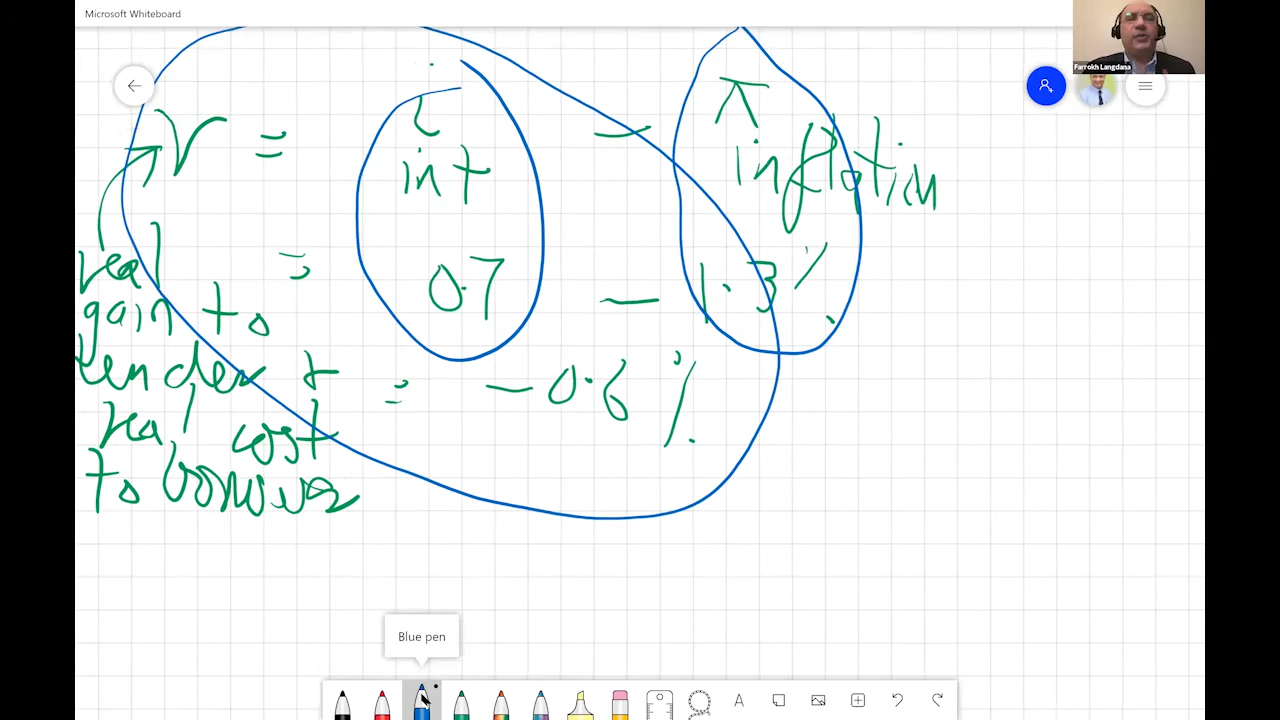 Microsoft Whiteboard
Farrokh Langdana
r = i - π
int inflation
real = 0.7 - 1.3%
gain to
lender +
= -0.6%
real cost
to borrower
Blue pen
A